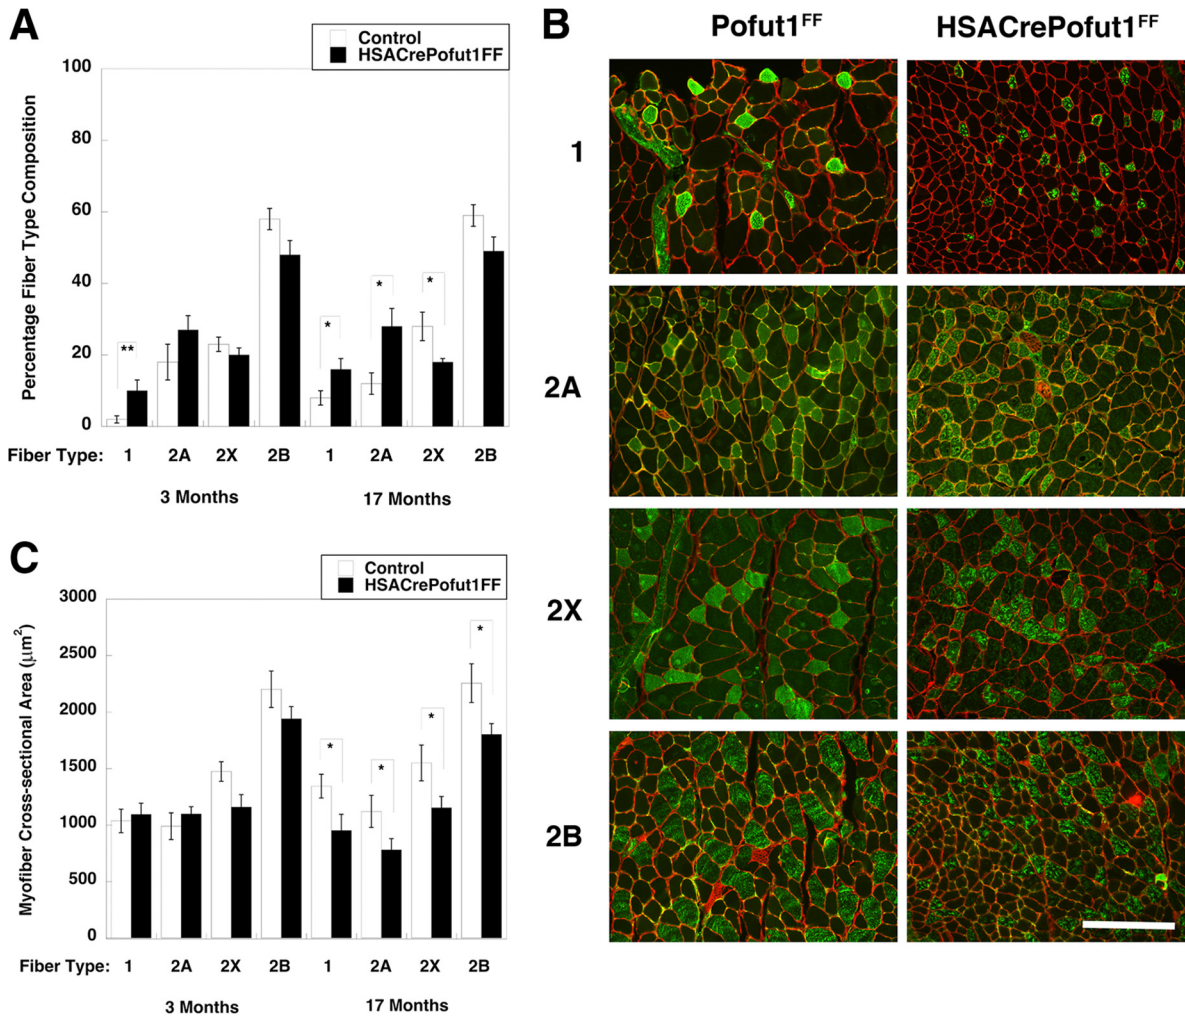 A
Control
HSACrePofut1FF
100
80
60
40
20
0
Percentage Fiber Type Composition
**
*
*
*
Fiber Type: 1 2A 2X 2B 1 2A 2X 2B
3 Months 17 Months
B
Pofut1FF HSACrePofut1FF
1
2A
2X
2B
C
Control
HSACrePofut1FF
3000
2500
2000
1500
1000
500
0
Myofiber Cross-sectional Area (μm2)
*
*
*
*
Fiber Type: 1 2A 2X 2B 1 2A 2X 2B
3 Months 17 Months